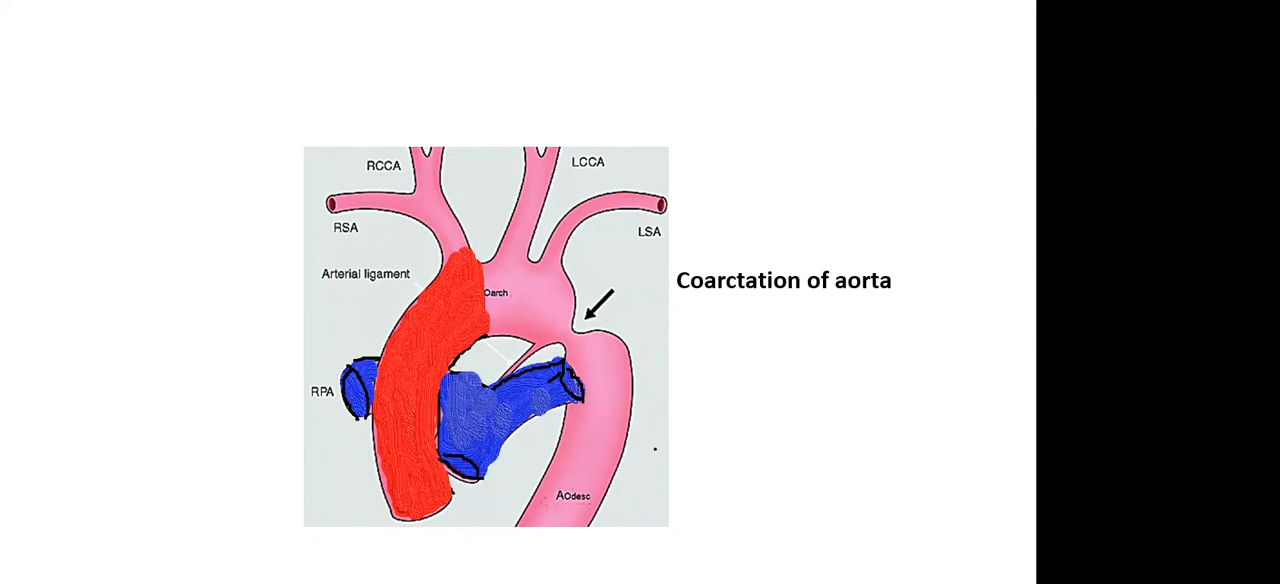 RCCA
LCCA
RSA
LSA
Arterial ligament
Coarctation of aorta
Oarch
RPA
AOdesc